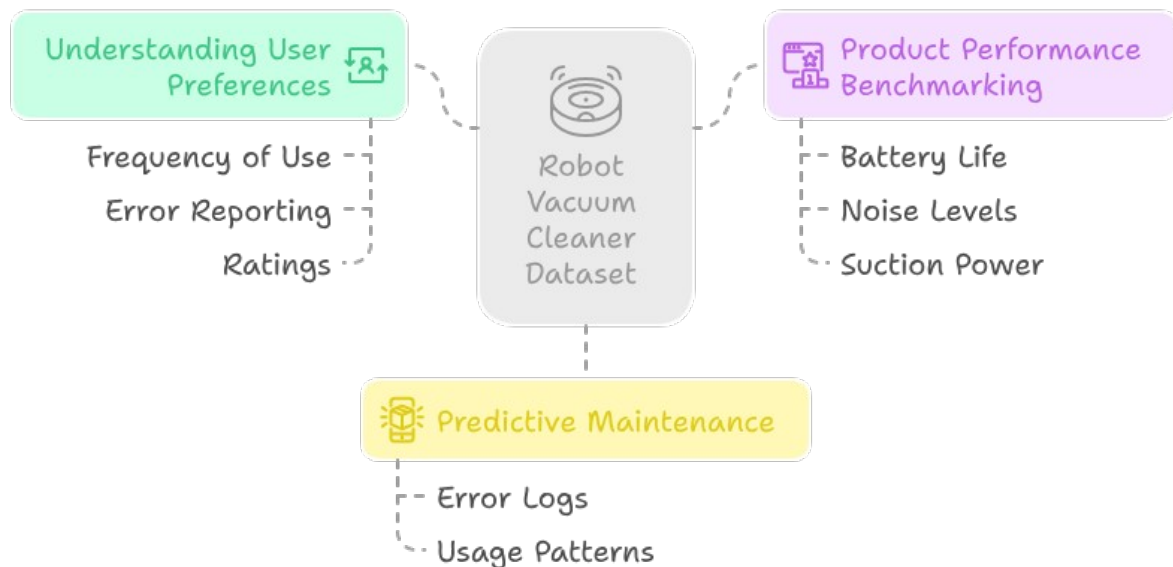 Understanding User
Preferences
Frequency of Use
Error Reporting
Ratings
Robot
Vacuum
Cleaner
Dataset
Product Performance
Benchmarking
Battery Life
Noise Levels
Suction Power
Predictive Maintenance
Error Logs
Usage Patterns